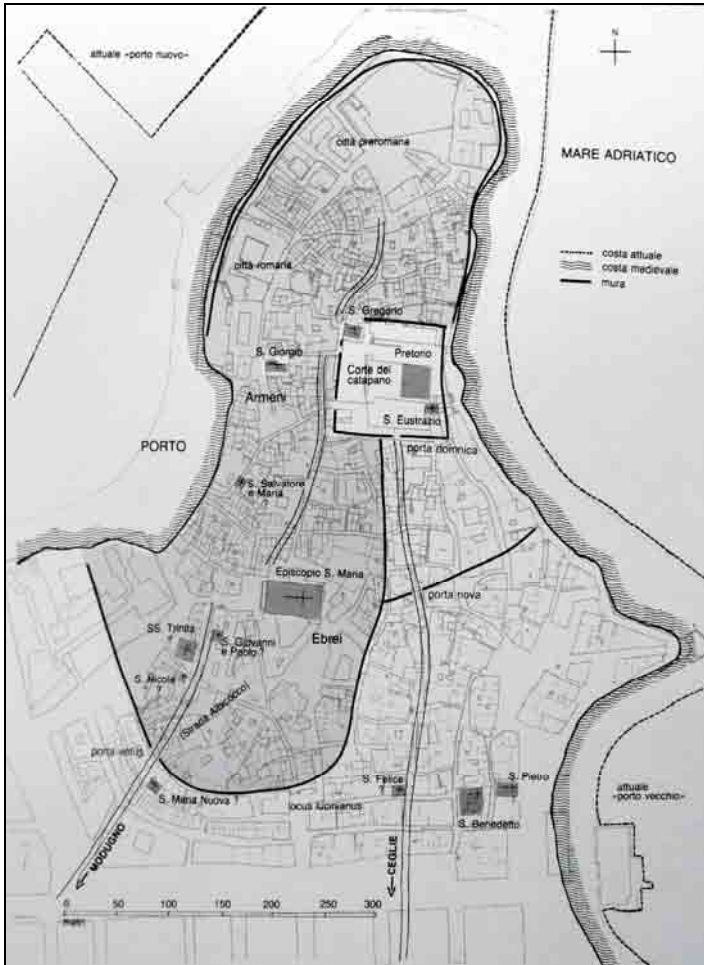 attuale «porto nuovo»
N
MARE ADRIATICO
costa attuale
costa medievale
mura
città preromana
città romana
S. Gregorio
S. Giorgio
Pretorio
Corte del
catapano
Armeni
S. Eustrazio
porta domnica
PORTO
S. Salvatore
e Maria
?
Episcopio S. Maria
porta nova
SS. Trinità
S. Giovanni
e Paolo ?
Ebrei
S. Nicola ?
?
(Strada Albicocco)
porta vetus
S. Maria Nuova ?
S. Felice
?
S. Pietro
locus Lipinianus
S. Benedetto
attuale
«porto vecchio»
MODUGNO
CEGLIE
0 50 100 150 200 250 300
metri